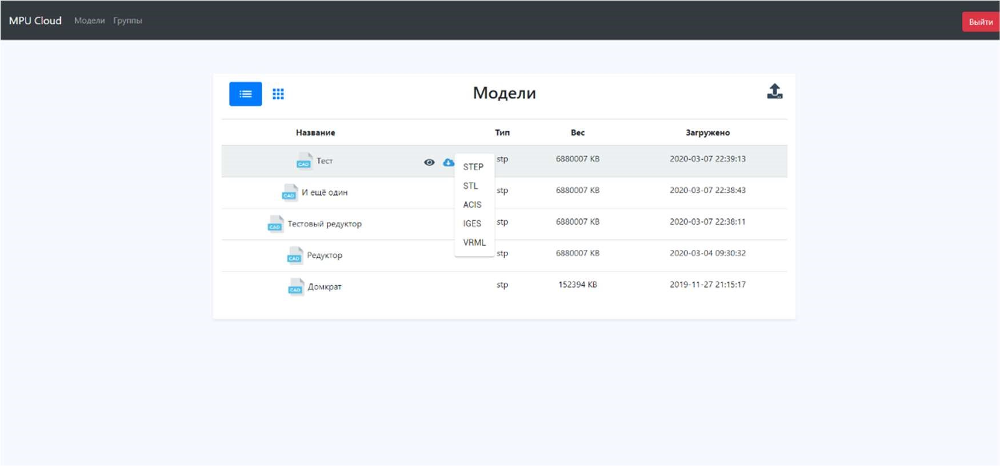 MPU Cloud Модели Группы Выйти
Модели
Название Тип Вес Загружено
CAD Тест stp 6880007 KB 2020-03-07 22:39:13
STEP
STL
CAD И ещё один stp 6880007 KB 2020-03-07 22:38:43
ACIS
CAD Тестовый редуктор stp 6880007 KB 2020-03-07 22:38:11
IGES
VRML
CAD Редуктор stp 6880007 KB 2020-03-04 09:30:32
CAD Домкрат stp 152394 KB 2019-11-27 21:15:17